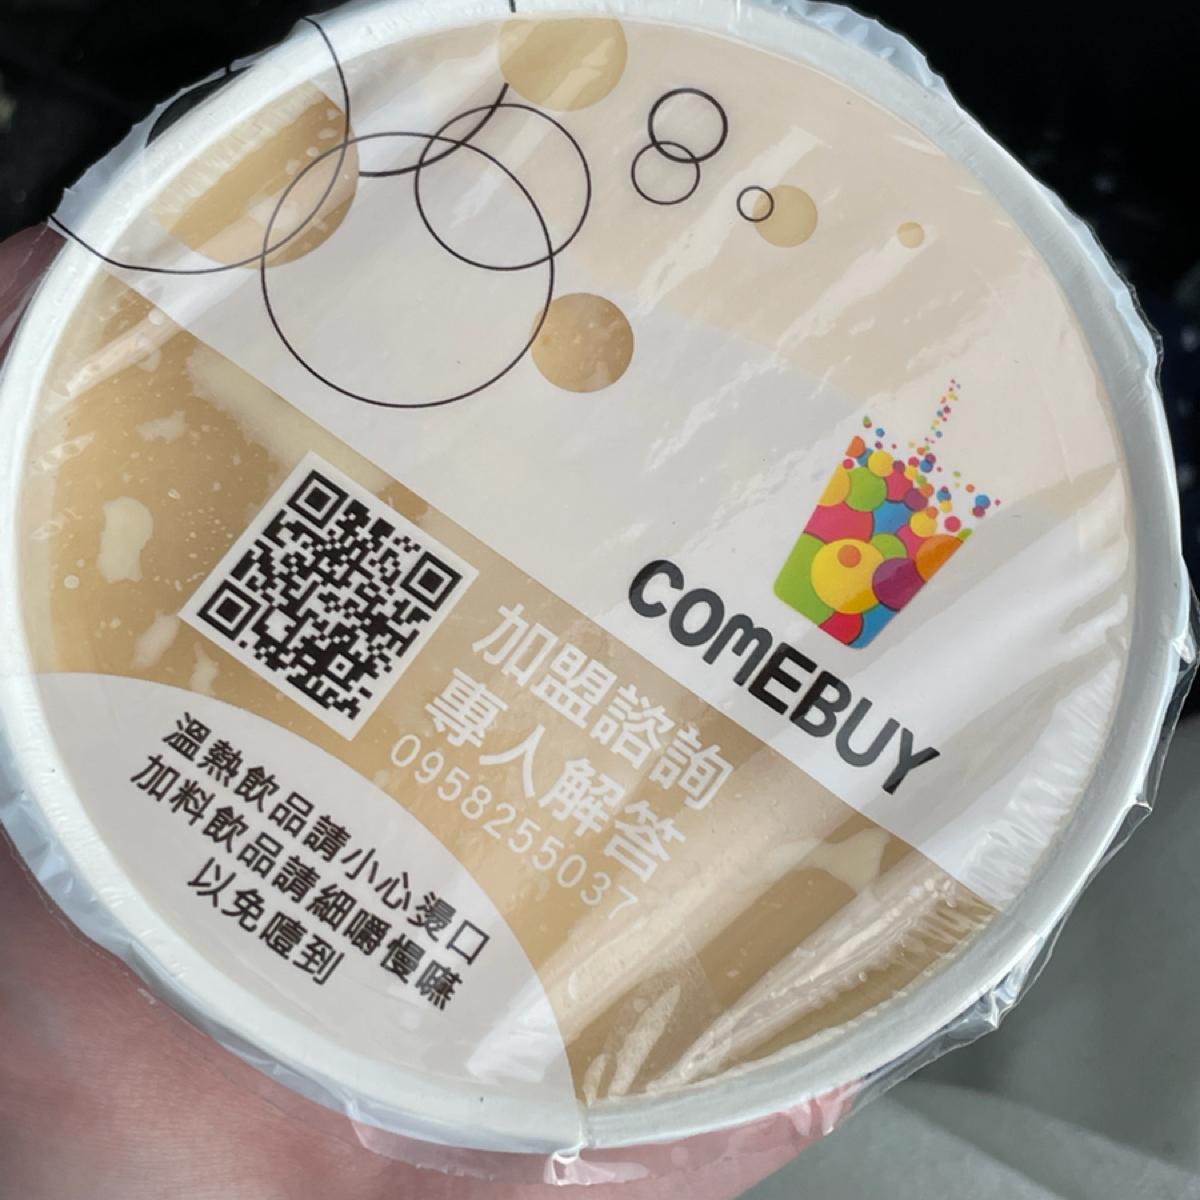 COMEBUY
加盟諮詢
專人解答
0958255037
溫熱飲品請小心燙口
加料飲品請細嚼慢嚥
以免噎到